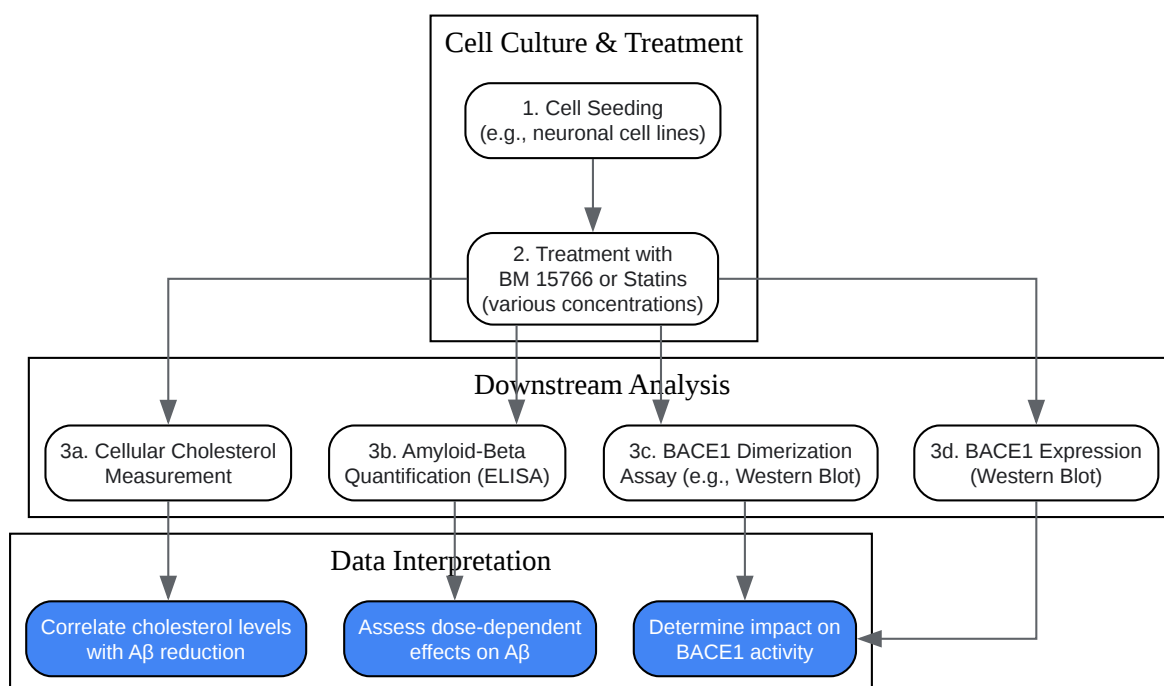 Cell Culture & Treatment
1. Cell Seeding
(e.g., neuronal cell lines)
2. Treatment with
BM 15766 or Statins
(various concentrations)
Downstream Analysis
3a. Cellular Cholesterol
Measurement
3b. Amyloid-Beta
Quantification (ELISA)
3c. BACE1 Dimerization
Assay (e.g., Western Blot)
3d. BACE1 Expression
(Western Blot)
Data Interpretation
Correlate cholesterol levels
with Aβ reduction
Assess dose-dependent
effects on Aβ
Determine impact on
BACE1 activity